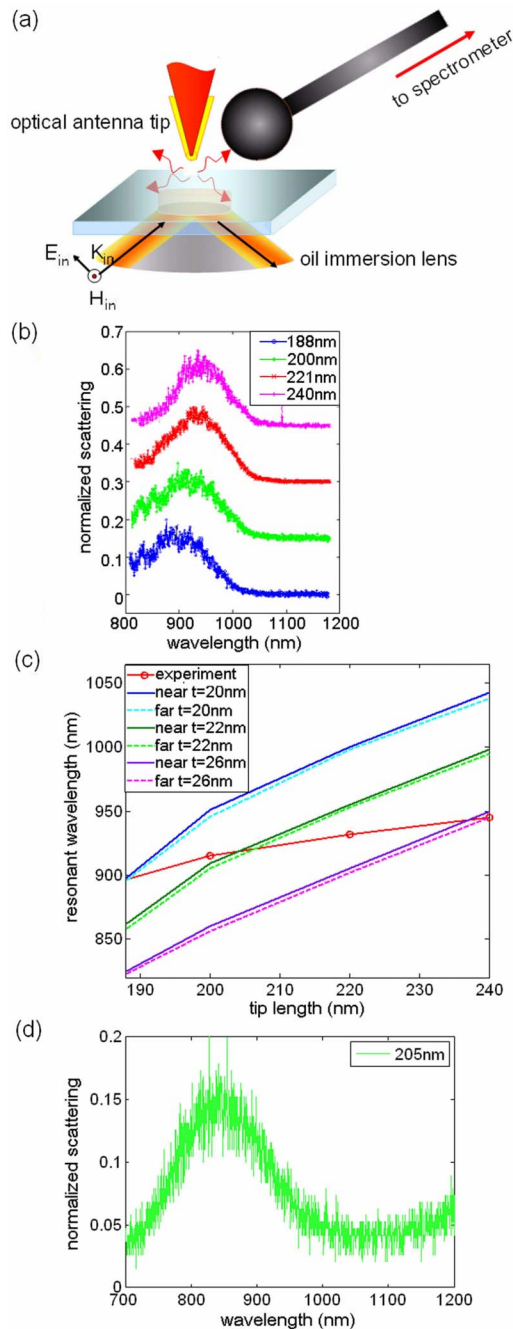 (a)
to spectrometer
optical antenna tip
E in
K in
H in
oil immersion lens
(b)
0.7
0.6
0.5
0.4
0.3
0.2
0.1
0
normalized scattering
188nm
200nm
221nm
240nm
800 900 1000 1100 1200
wavelength (nm)
(c)
1050
1000
950
900
850
resonant wavelength (nm)
experiment
near t=20nm
far t=20nm
near t=22nm
far t=22nm
near t=26nm
far t=26nm
190 200 210 220 230 240
tip length (nm)
(d)
0.2
0.15
0.1
0.05
0
normalized scattering
205nm
700 800 900 1000 1100 1200
wavelength (nm)